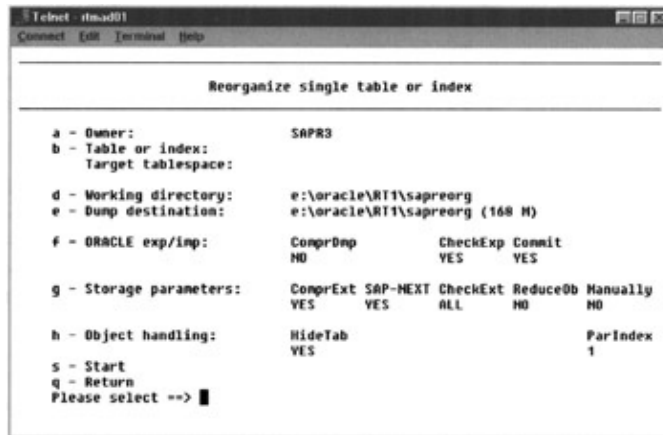 Telnet - rtmad01
Connect Edit Terminal Help
Reorganize single table or index
a - Owner: SAPR3
b - Table or index:
Target tablespace:
d - Working directory: e:\oracle\RT1\sapreorg
e - Dump destination: e:\oracle\RT1\sapreorg (168 M)
f - ORACLE exp/imp: ComprDmp CheckExp Commit
NO YES YES
g - Storage parameters: ComprExt SAP-NEXT CheckExt ReduceOb Manually
YES YES ALL NO NO
h - Object handling: HideTab ParIndex
YES 1
s - Start
q - Return
Please select ==>